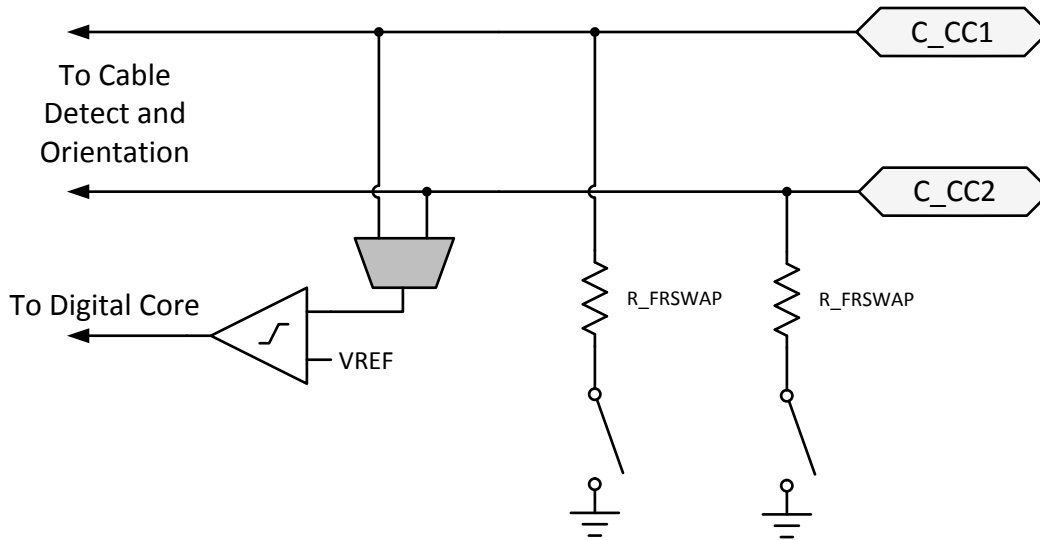 C_CC1
To Cable
Detect and
Orientation
C_CC2
To Digital Core
R_FRSWAP
R_FRSWAP
VREF